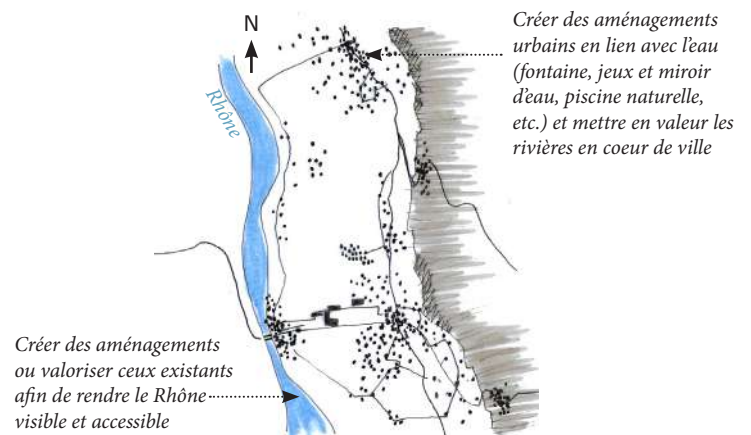 N
Rhône
Créer des aménagements
urbains en lien avec l'eau
(fontaine, jeux et miroir
d'eau, piscine naturelle,
etc.) et mettre en valeur les
rivières en coeur de ville
Créer des aménagements
ou valoriser ceux existants
afin de rendre le Rhône
visible et accessible